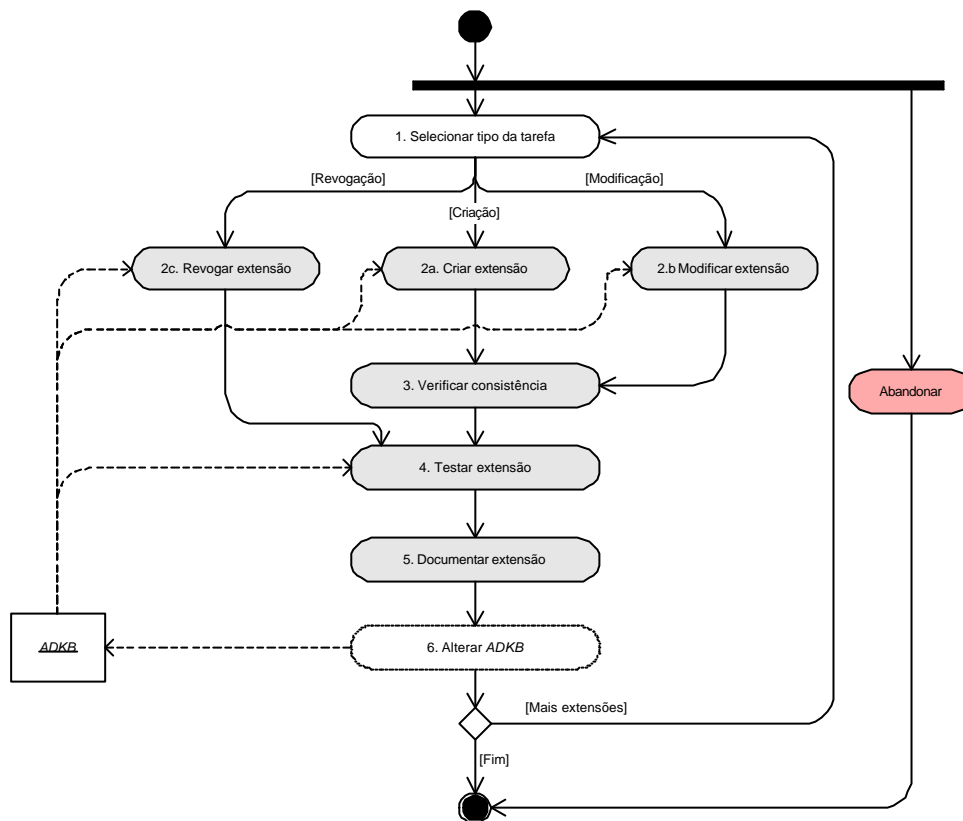 1. Selecionar tipo da tarefa
[Revogação]
[Modificação]
[Criação]
2c. Revogar extensão
2a. Criar extensão
2.b Modificar extensão
3. Verificar consistência
Abandonar
4. Testar extensão
5. Documentar extensão
ADKB
6. Alterar ADKB
[Mais extensões]
[Fim]